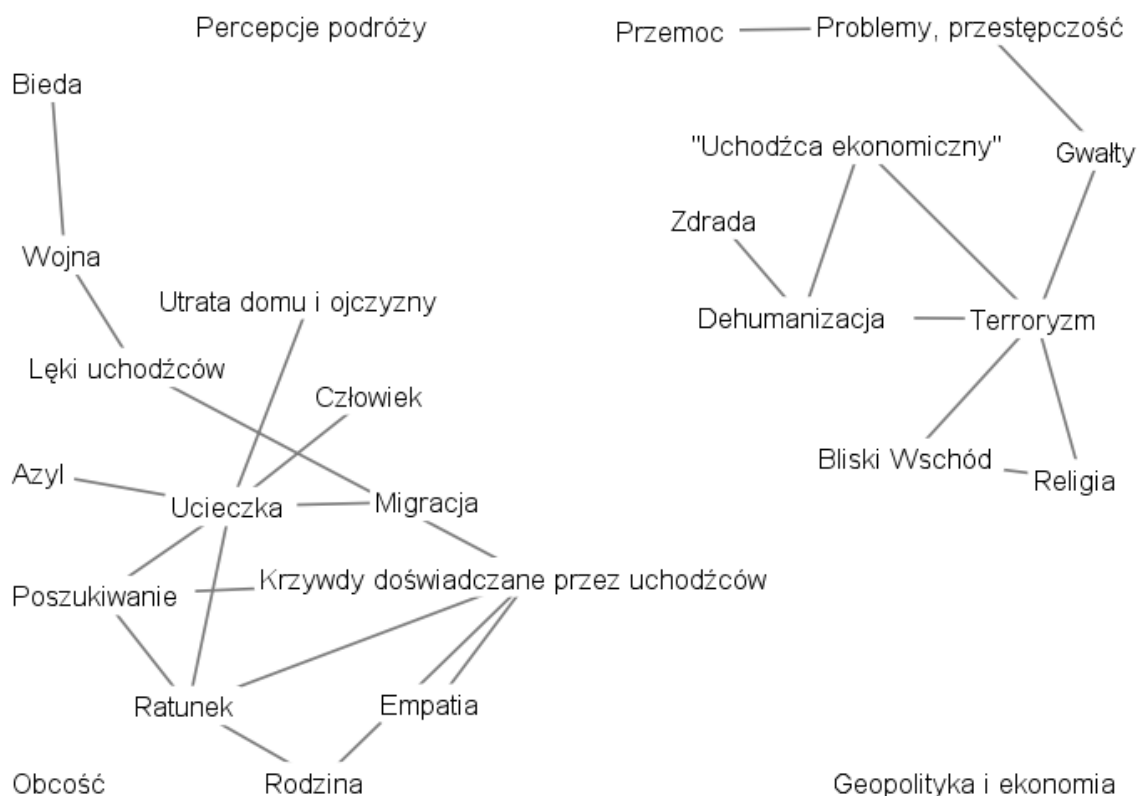 Percepcje podróży
Przemoc
Problemy, przestępczość
Bieda
"Uchodźca ekonomiczny"
Gwałty
Zdrada
Wojna
Utrata domu i ojczyzny
Dehumanizacja
Terroryzm
Lęki uchodźców
Człowiek
Bliski Wschód
Religia
Azyl
Ucieczka
Migracja
Krzywdy doświadczane przez uchodźców
Poszukiwanie
Ratunek
Empatia
Obcość
Rodzina
Geopolityka i ekonomia